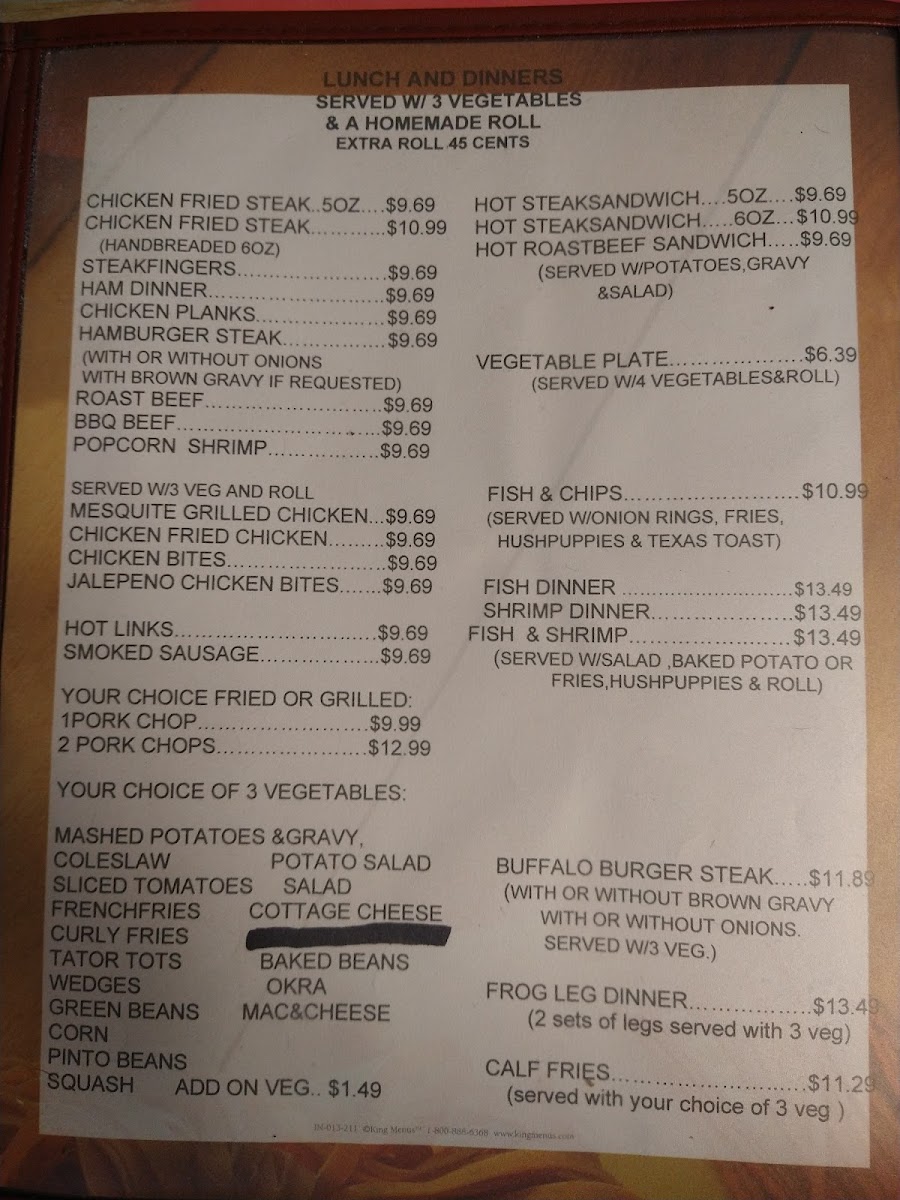 LUNCH AND DINNERS
SERVED W/ 3 VEGETABLES
& A HOMEMADE ROLL
EXTRA ROLL 45 CENTS
CHICKEN FRIED STEAK..5OZ....$9.69
CHICKEN FRIED STEAK............$10.99
(HANDBREADED 6OZ)
STEAKFINGERS........................$9.69
HAM DINNER............................$9.69
CHICKEN PLANKS....................$9.69
HAMBURGER STEAK................$9.69
(WITH OR WITHOUT ONIONS
WITH BROWN GRAVY IF REQUESTED)
ROAST BEEF............................$9.69
BBQ BEEF................................$9.69
POPCORN SHRIMP.................$9.69
SERVED W/3 VEG AND ROLL
MESQUITE GRILLED CHICKEN...$9.69
CHICKEN FRIED CHICKEN.........$9.69
CHICKEN BITES........................$9.69
JALEPENO CHICKEN BITES.......$9.69
HOT LINKS...............................$9.69
SMOKED SAUSAGE..................$9.69
YOUR CHOICE FRIED OR GRILLED:
1PORK CHOP..........................$9.99
2 PORK CHOPS.......................$12.99
YOUR CHOICE OF 3 VEGETABLES:
MASHED POTATOES &GRAVY,
COLESLAW POTATO SALAD
SLICED TOMATOES SALAD
FRENCHFRIES COTTAGE CHEESE
CURLY FRIES
TATOR TOTS BAKED BEANS
WEDGES OKRA
GREEN BEANS MAC&CHEESE
CORN
PINTO BEANS
SQUASH ADD ON VEG.. $1.49
HOT STEAKSANDWICH....5OZ....$9.69
HOT STEAKSANDWICH.....6OZ...$10.99
HOT ROASTBEEF SANDWICH.....$9.69
(SERVED W/POTATOES,GRAVY
&SALAD)
VEGETABLE PLATE.....................$6.39
(SERVED W/4 VEGETABLES&ROLL)
FISH & CHIPS...........................$10.99
(SERVED W/ONION RINGS, FRIES,
HUSHPUPPIES & TEXAS TOAST)
FISH DINNER ..........................$13.49
SHRIMP DINNER......................$13.49
FISH & SHRIMP.........................$13.49
(SERVED W/SALAD ,BAKED POTATO OR
FRIES,HUSHPUPPIES & ROLL)
BUFFALO BURGER STEAK.....$11.89
(WITH OR WITHOUT BROWN GRAVY
WITH OR WITHOUT ONIONS.
SERVED W/3 VEG.)
FROG LEG DINNER...................$13.49
(2 sets of legs served with 3 veg)
CALF FRIES..............................$11.29
(served with your choice of 3 veg )
IN-013-211 ©King Menus™ 1-800-888-6368 www.kingmenus.com